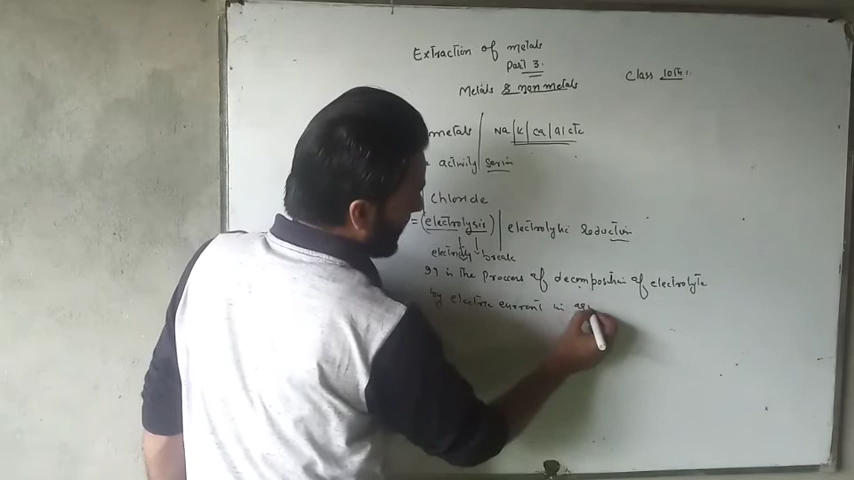 Extraction of metals
Part 3.
Class 10th:
Metals & non metals
metals | Na | K | Ca | Al etc
activity series
Chloride
= (electrolysis) | electrolytic reduction
electricity break
It is the process of decomposition of electrolyte
by electric current in